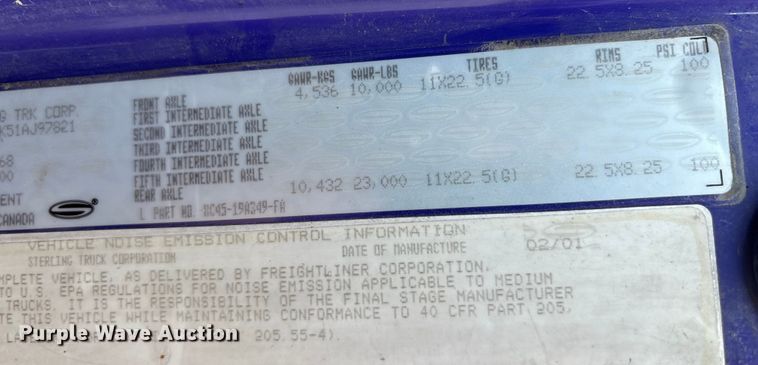 GAWR-KGS GAWR-LBS TIRES RIMS PSI COLD
FRONT AXLE 4,536 10,000 11X22.5(G) 22.5X8.25 100
G TRK CORP. FIRST INTERMEDIATE AXLE
K51AJ97821 SECOND INTERMEDIATE AXLE
THIRD INTERMEDIATE AXLE
68 FOURTH INTERMEDIATE AXLE
00 FIFTH INTERMEDIATE AXLE
REAR AXLE 10,432 23,000 11X22.5(G) 22.5X8.25 100
ENT
CANADA L PART NO.
VEHICLE NOISE EMISSION CONTROL INFORMATION
STERLING TRUCK CORPORATION DATE OF MANUFACTURE 02/01
MPLETE VEHICLE, AS DELIVERED BY FREIGHTLINER CORPORATION,
TO U.S. EPA REGULATIONS FOR NOISE EMISSION APPLICABLE TO MEDIUM
TRUCKS. IT IS THE RESPONSIBILITY OF THE FINAL STAGE MANUFACTURER
TE THIS VEHICLE WHILE MAINTAINING CONFORMANCE TO 40 CFR PART 205,
205.55-4).
Purple Wave Auction